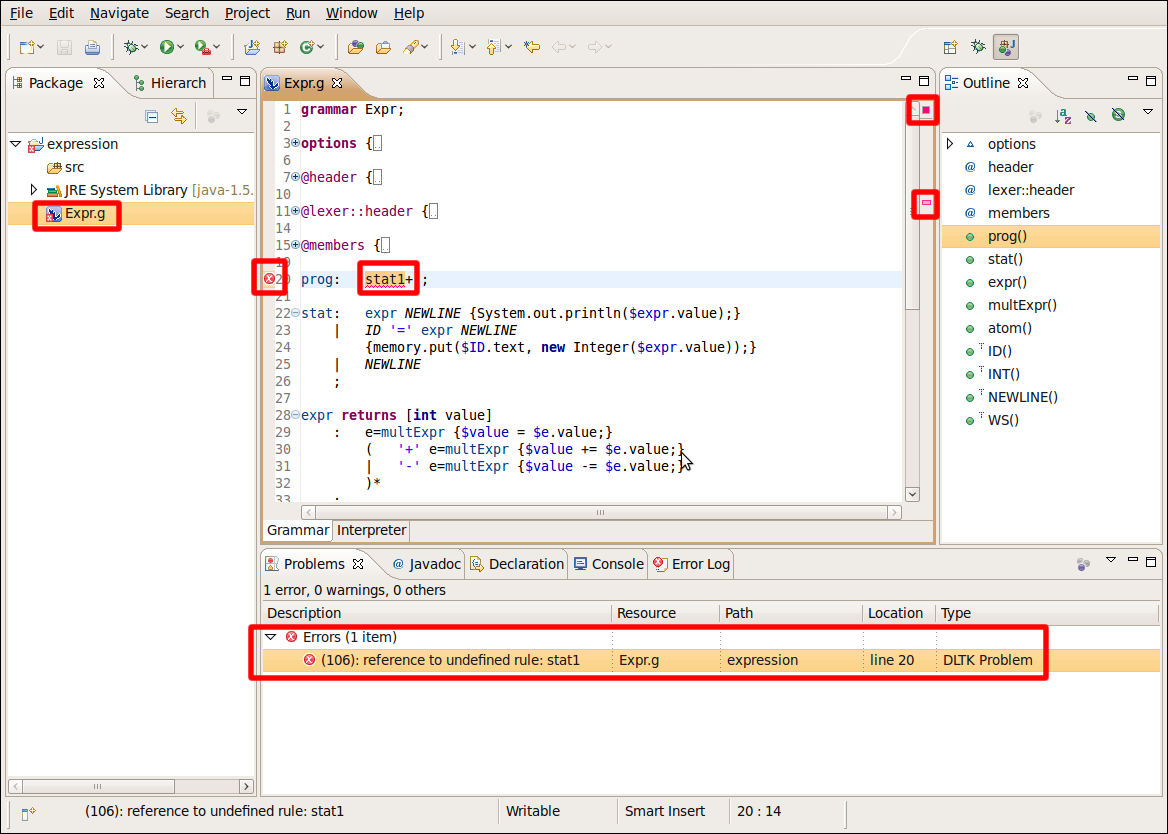 File Edit Navigate Search Project Run Window Help
Package Hierarch
expression
src
JRE System Library [java-1.5.
Expr.g
Expr.g
1 grammar Expr;
2
3 options {..
6
7 @header {..
10
11 @lexer::header {..
14
15 @members {..
19
20 prog: stat1+ ;
21
22 stat: expr NEWLINE {System.out.println($expr.value);}
23 | ID '=' expr NEWLINE
24 {memory.put($ID.text, new Integer($expr.value));}
25 | NEWLINE
26 ;
27
28 expr returns [int value]
29 : e=multExpr {$value = $e.value;}
30 ( '+' e=multExpr {$value += $e.value;}
31 | '-' e=multExpr {$value -= $e.value;}
32 )*
33 ;
Grammar Interpreter
Outline
options
header
lexer::header
members
prog()
stat()
expr()
multExpr()
atom()
ID()
INT()
NEWLINE()
WS()
Problems @ Javadoc Declaration Console Error Log
1 error, 0 warnings, 0 others
Description Resource Path Location Type
Errors (1 item)
(106): reference to undefined rule: stat1 Expr.g expression line 20 DLTK Problem
(106): reference to undefined rule: stat1 Writable Smart Insert 20 : 14